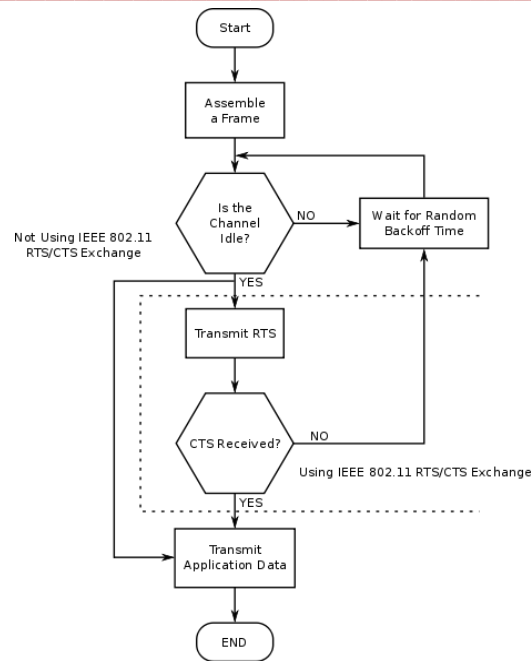 Start
Assemble
a Frame
Is the
Channel
Idle?
NO
Wait for Random
Backoff Time
Not Using IEEE 802.11
RTS/CTS Exchange
YES
Transmit RTS
CTS Received?
NO
Using IEEE 802.11 RTS/CTS Exchange
YES
Transmit
Application Data
END